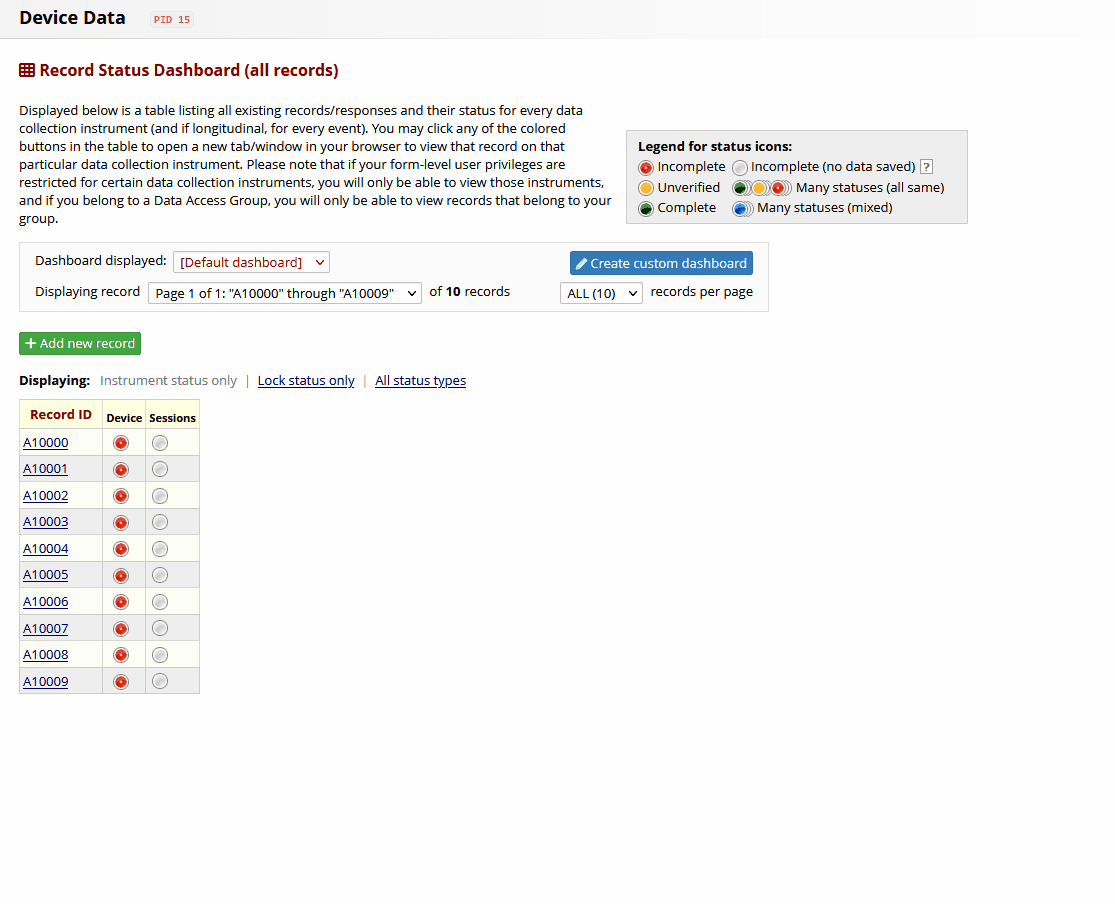 Device Data PID 15
Record Status Dashboard (all records)
Displayed below is a table listing all existing records/responses and their status for every data
collection instrument (and if longitudinal, for every event). You may click any of the colored
buttons in the table to open a new tab/window in your browser to view that record on that
particular data collection instrument. Please note that if your form-level user privileges are
restricted for certain data collection instruments, you will only be able to view those instruments,
and if you belong to a Data Access Group, you will only be able to view records that belong to your
group.
Legend for status icons:
Incomplete Incomplete (no data saved) ?
Unverified Many statuses (all same)
Complete Many statuses (mixed)
Dashboard displayed: [Default dashboard] Create custom dashboard
Displaying record Page 1 of 1: "A10000" through "A10009" of 10 records ALL (10) records per page
+ Add new record
Displaying: Instrument status only | Lock status only | All status types
Record ID Device Sessions
A10000
A10001
A10002
A10003
A10004
A10005
A10006
A10007
A10008
A10009